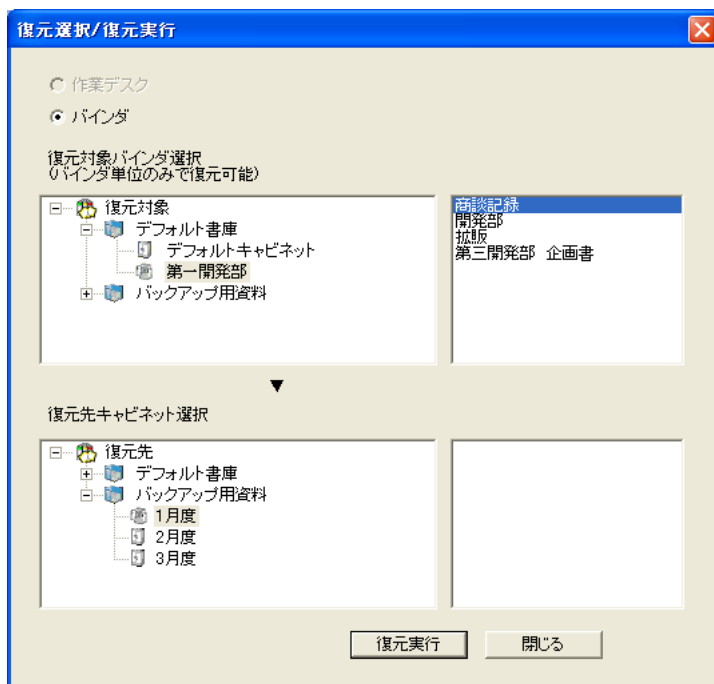 復元選択/復元実行
作業デスク
バインダ
復元対象バインダ選択
(バインダ単位のみで復元可能)
復元対象
デフォルト書庫
デフォルトキャビネット
第一開発部
バックアップ用資料
商談記録
開発部
拡販
第三開発部 企画書
▼
復元先キャビネット選択
復元先
デフォルト書庫
バックアップ用資料
1月度
2月度
3月度
復元実行
閉じる